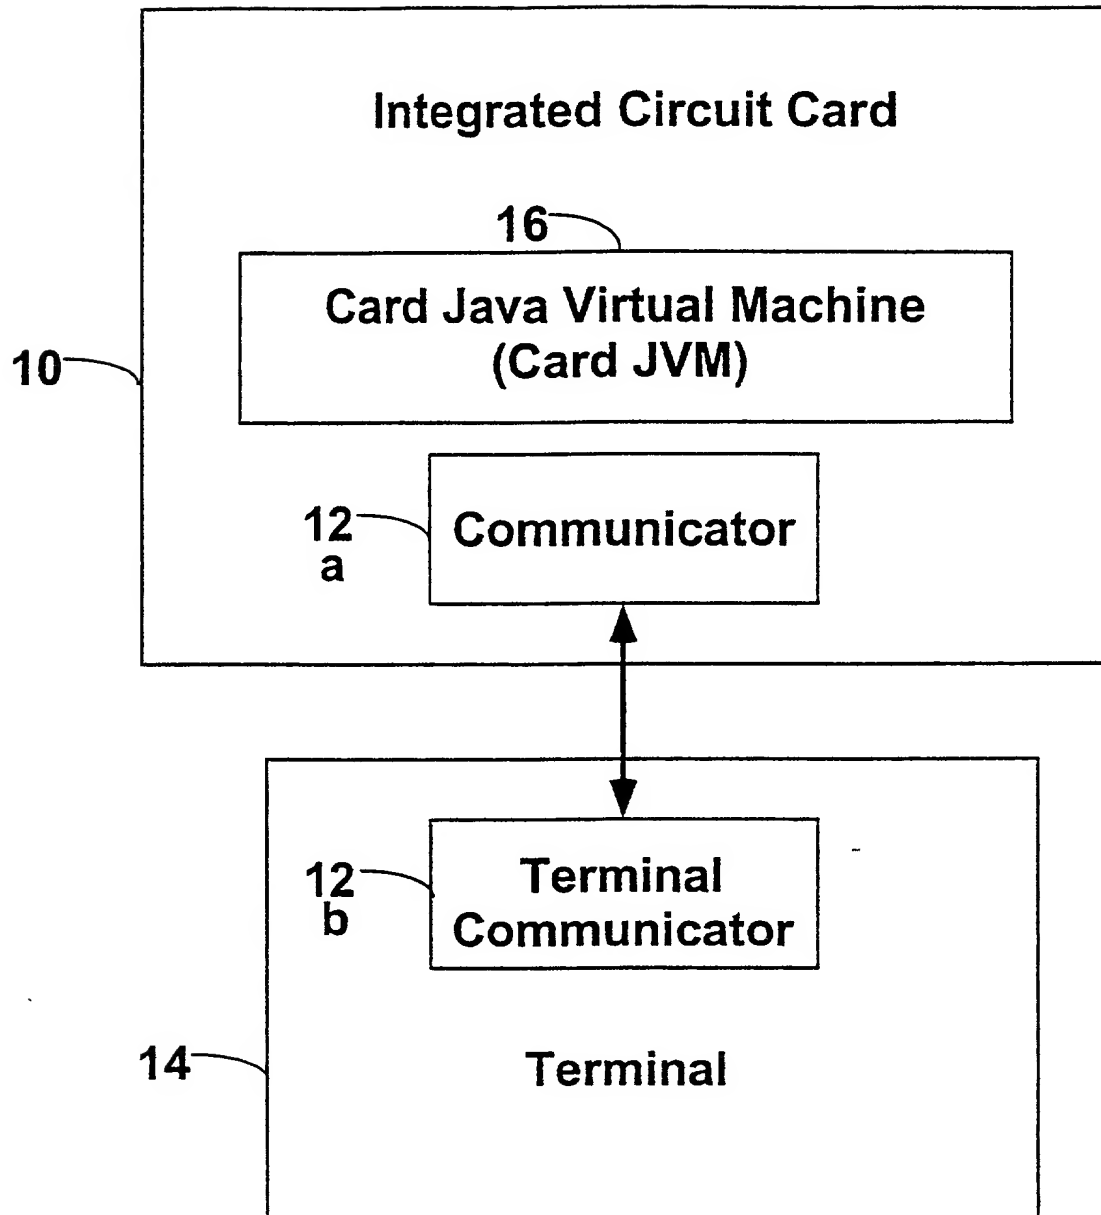 Integrated Circuit Card
16
Card Java Virtual Machine
(Card JVM)
10
12
a
Communicator
12
b
Terminal
Communicator
14
Terminal